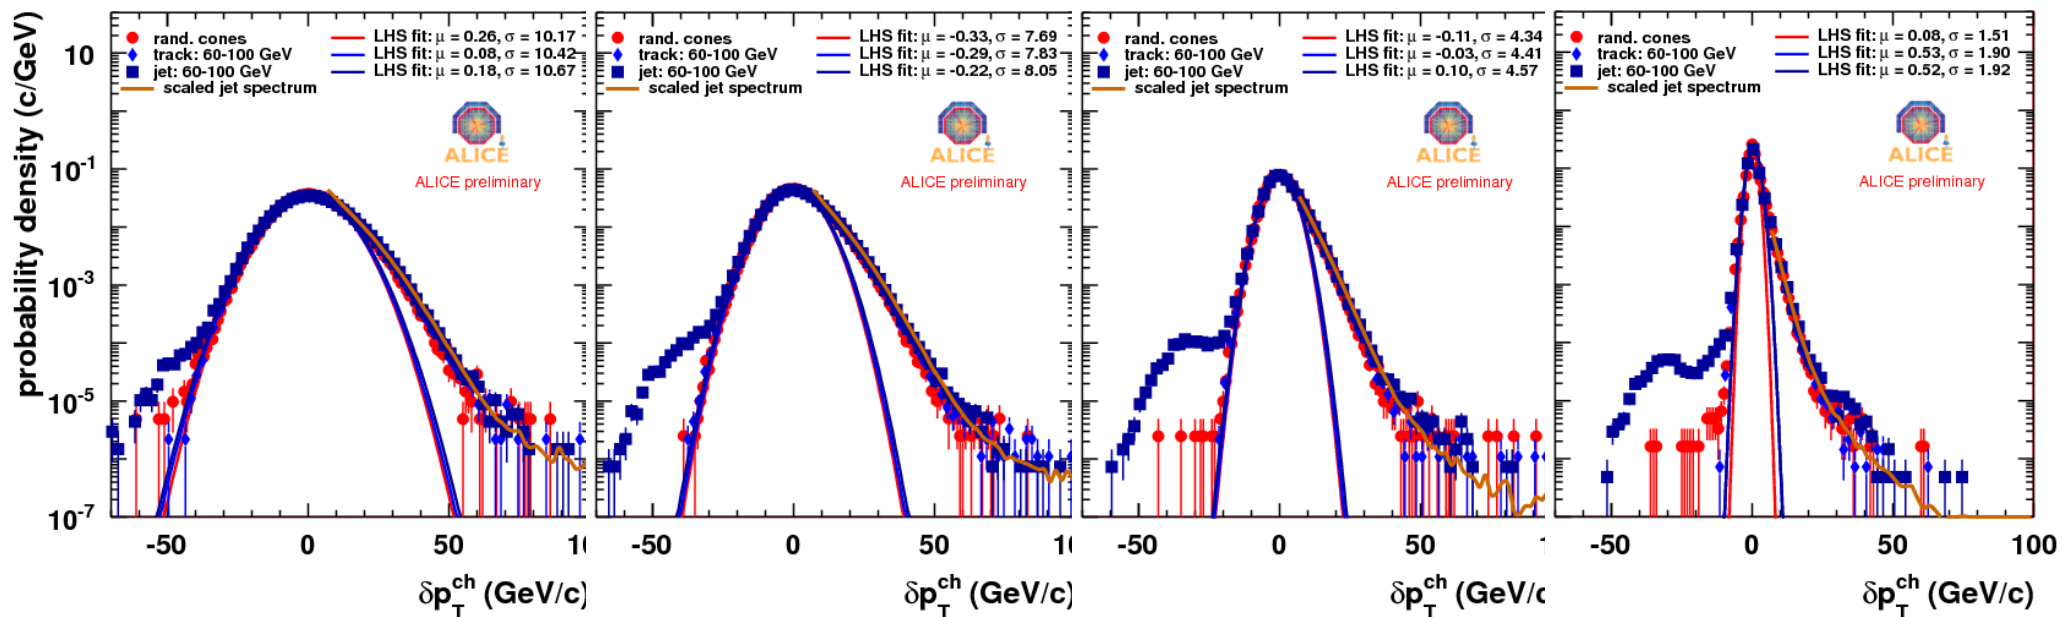 probability density (c/GeV)
10
10-1
10-3
10-5
10-7
rand. cones
track: 60-100 GeV
jet: 60-100 GeV
scaled jet spectrum
LHS fit: μ = 0.26, σ = 10.17
LHS fit: μ = 0.08, σ = 10.42
LHS fit: μ = 0.18, σ = 10.67
ALICE
ALICE preliminary
-50 0 50 10
δpTch (GeV/c)
rand. cones
track: 60-100 GeV
jet: 60-100 GeV
scaled jet spectrum
LHS fit: μ = -0.33, σ = 7.69
LHS fit: μ = -0.29, σ = 7.83
LHS fit: μ = -0.22, σ = 8.05
ALICE
ALICE preliminary
-50 0 50 10
δpTch (GeV/c)
rand. cones
track: 60-100 GeV
jet: 60-100 GeV
scaled jet spectrum
LHS fit: μ = -0.11, σ = 4.34
LHS fit: μ = -0.03, σ = 4.41
LHS fit: μ = 0.10, σ = 4.57
ALICE
ALICE preliminary
-50 0 50 1
δpTch (GeV/c
rand. cones
track: 60-100 GeV
jet: 60-100 GeV
scaled jet spectrum
LHS fit: μ = 0.08, σ = 1.51
LHS fit: μ = 0.53, σ = 1.90
LHS fit: μ = 0.52, σ = 1.92
ALICE
ALICE preliminary
-50 0 50 100
δpTch (GeV/c)